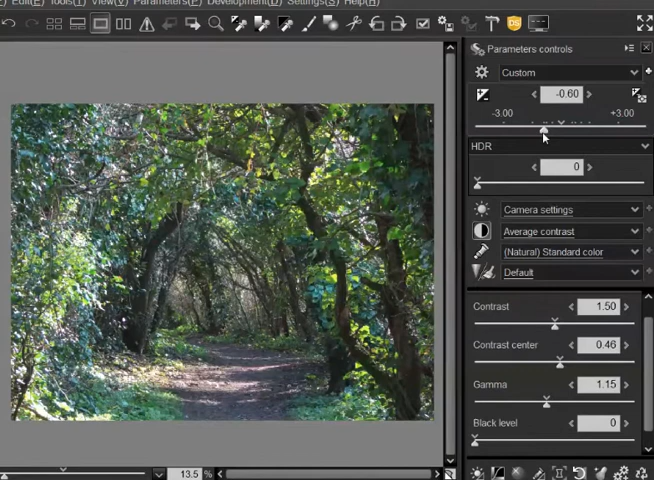 Edit(E) Tools(T) View(V) Parameters(P) Development(D) Settings(S) Help(H)
DS
Parameters controls
Custom
-0.60
-3.00 +3.00
HDR
0
Camera settings
Average contrast
(Natural) Standard color
Default
Contrast 1.50
Contrast center 0.46
Gamma 1.15
Black level 0
13.5 %